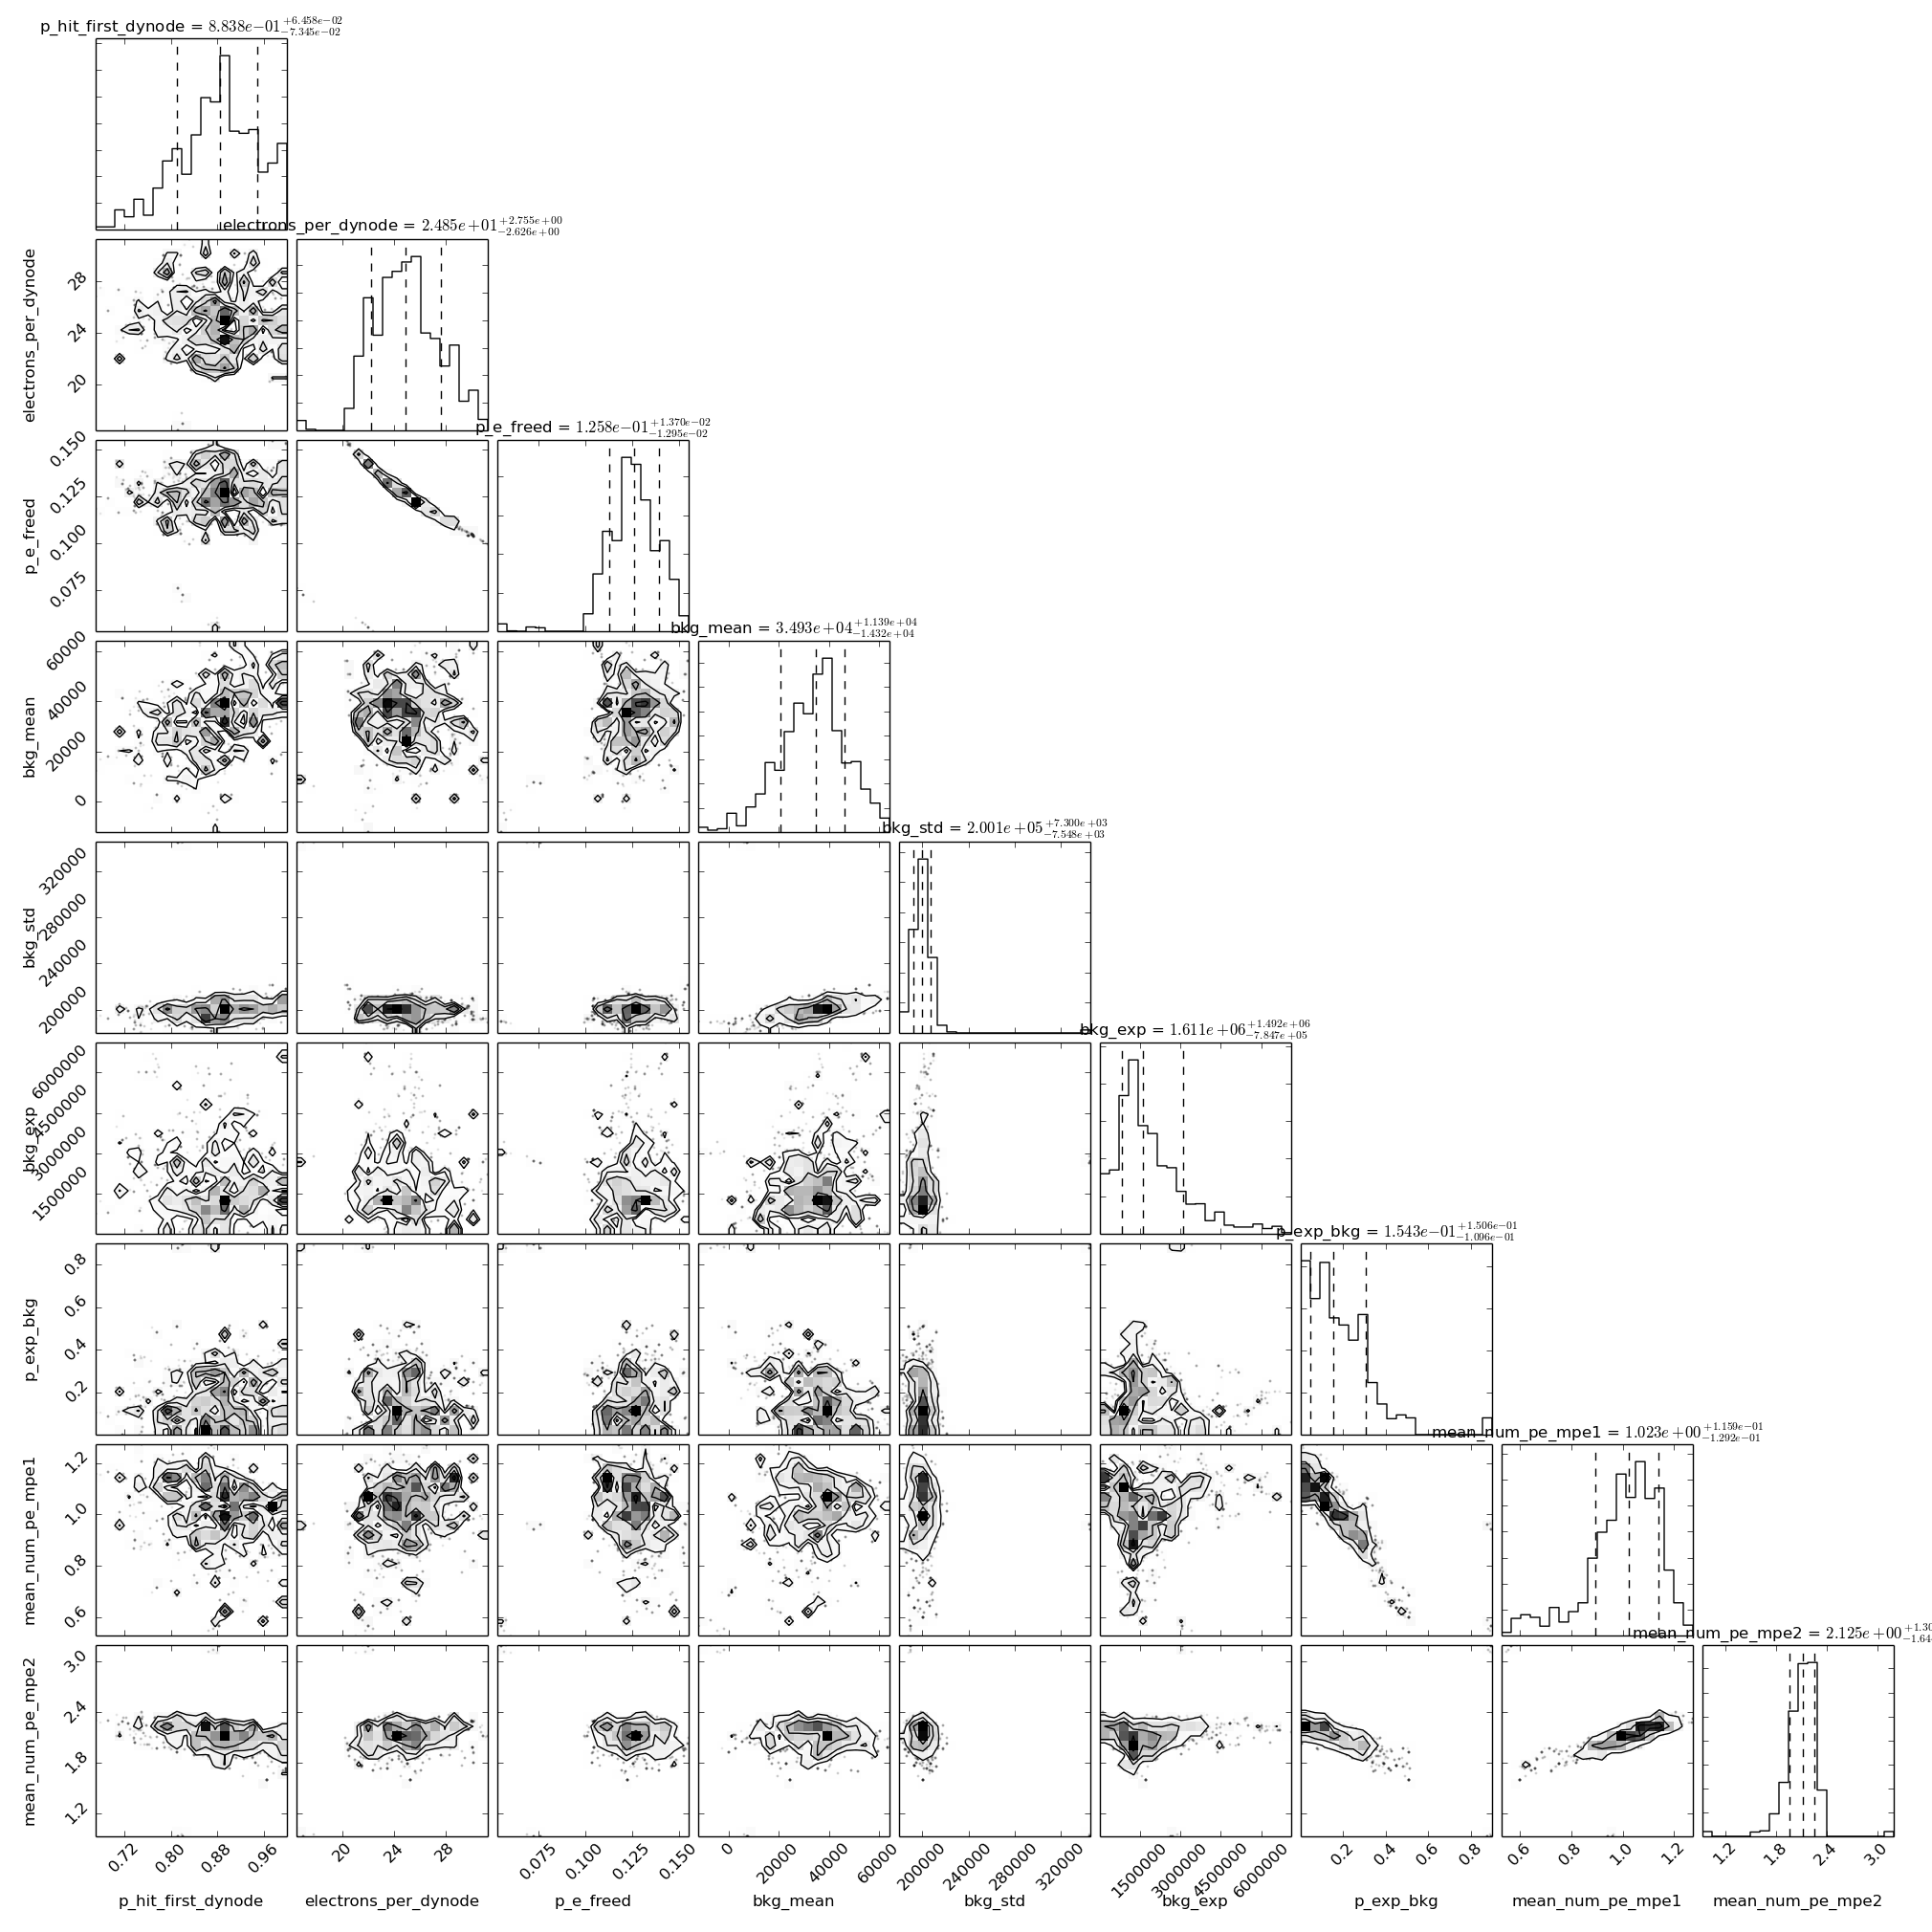 p_hit_first_dynode = 8.838e−01 +6.458e−02 −7.345e−02
electrons_per_dynode = 2.485e+01 +2.755e+00 −2.626e+00
electrons_per_dynode
28
24
20
p_e_freed = 1.258e−01 +1.370e−02 −1.295e−02
p_e_freed
0.150
0.125
0.100
0.075
bkg_mean = 3.493e+04 +1.139e+04 −1.432e+04
bkg_mean
60000
40000
20000
0
bkg_std = 2.001e+05 +7.300e+03 −7.548e+03
bkg_std
320000
280000
240000
200000
bkg_exp = 1.611e+06 +1.492e+06 −7.847e+05
bkg_exp
6000000
4500000
3000000
1500000
p_exp_bkg = 1.543e−01 +1.506e−01 −1.096e−01
p_exp_bkg
0.8
0.6
0.4
0.2
mean_num_pe_mpe1 = 1.023e+00 +1.159e−01 −1.292e−01
mean_num_pe_mpe1
1.2
1.0
0.8
0.6
mean_num_pe_mpe2 = 2.125e+00 +1.30 −1.64
mean_num_pe_mpe2
3.0
2.4
1.8
1.2
0.72 0.80 0.88 0.96 20 24 28 0.075 0.100 0.125 0.150 0 20000 40000 60000 200000 240000 280000 320000 1500000 3000000 4500000 6000000 0.2 0.4 0.6 0.8 0.6 0.8 1.0 1.2 1.2 1.8 2.4 3.0
p_hit_first_dynode electrons_per_dynode p_e_freed bkg_mean bkg_std bkg_exp p_exp_bkg mean_num_pe_mpe1 mean_num_pe_mpe2